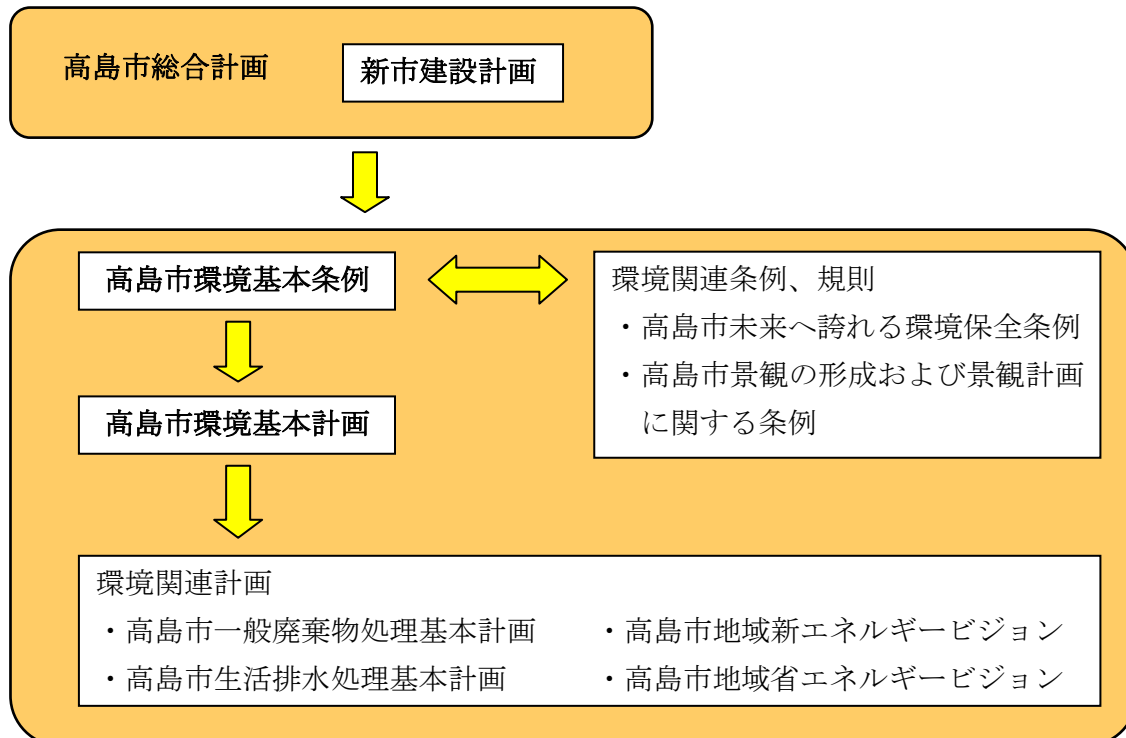 高島市総合計画
新市建設計画
高島市環境基本条例
環境関連条例、規則
・高島市未来へ誇れる環境保全条例
・高島市景観の形成および景観計画
に関する条例
高島市環境基本計画
環境関連計画
・高島市一般廃棄物処理基本計画
・高島市地域新エネルギービジョン
・高島市生活排水処理基本計画
・高島市地域省エネルギービジョン